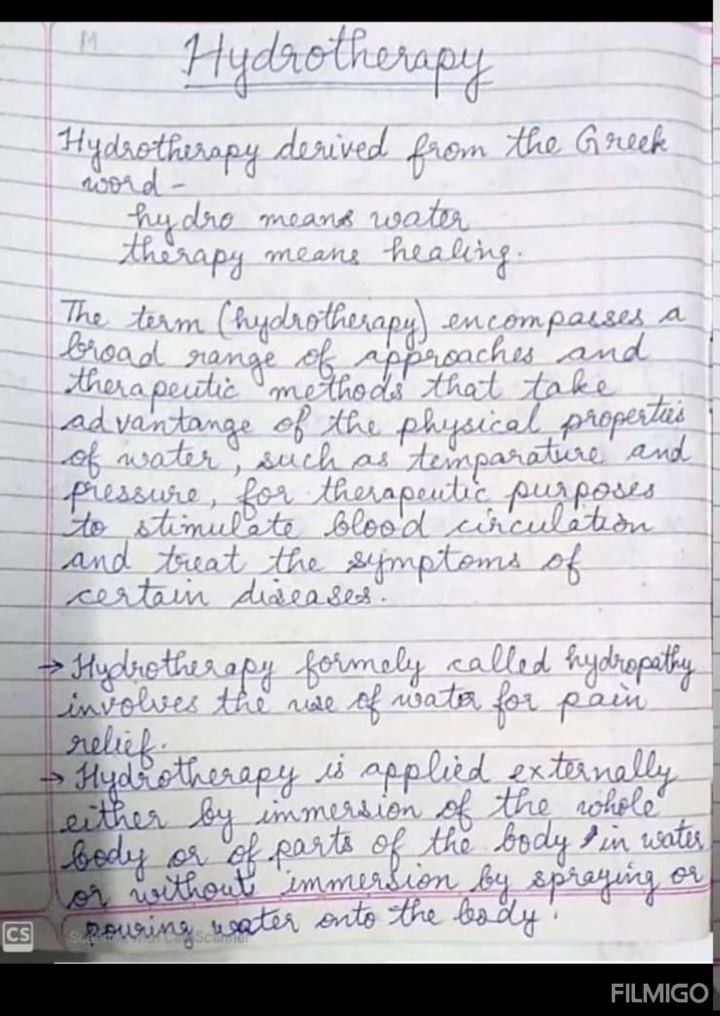 M
Hydrotherapy
Hydrotherapy derived from the Greek
word -
hydro means water
therapy means healing.
The term (hydrotherapy) encompasses a
broad range of approaches and
therapeutic methods that take
advantange of the physical properties
of water, such as temparature and
pressure, for therapeutic purposes
to stimulate blood circulation
and treat the symptoms of
certain diseases.
→ Hydrotherapy formely called hydropathy
involves the use of water for pain
relief.
→ Hydrotherapy is applied externally
either by immersion of the whole
body or of parts of the body in water
or without immersion by spraying or
pouring water onto the body.
CS Scanned with CamScanner
FILMIGO